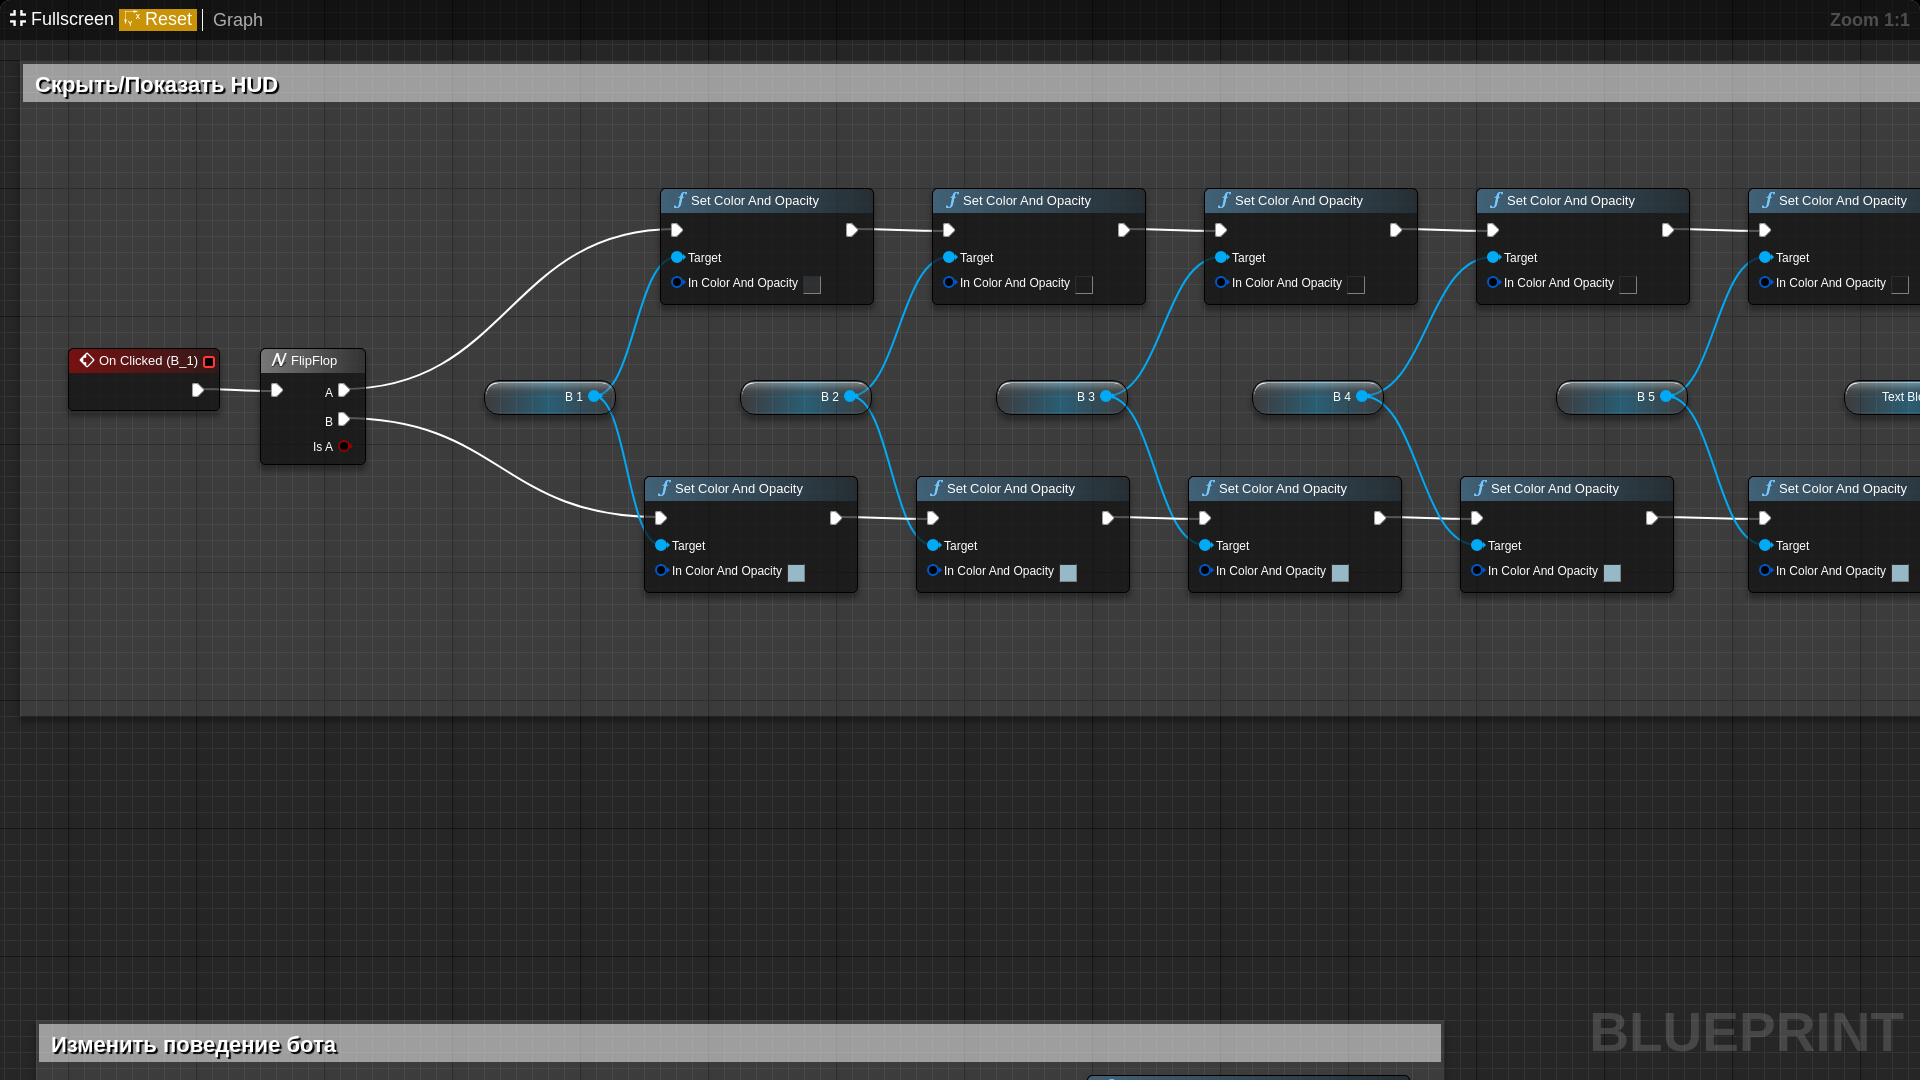 Fullscreen Reset Graph Zoom 1:1
Скрыть/Показать HUD
Set Color And Opacity Set Color And Opacity Set Color And Opacity Set Color And Opacity Set Color And Opacity
Target Target Target Target Target
In Color And Opacity In Color And Opacity In Color And Opacity In Color And Opacity In Color And Opacity
On Clicked (B_1) FlipFlop
A
B
Is A
B 1 B 2 B 3 B 4 B 5 Text
Set Color And Opacity Set Color And Opacity Set Color And Opacity Set Color And Opacity Set Color And Opacity
Target Target Target Target Target
In Color And Opacity In Color And Opacity In Color And Opacity In Color And Opacity In Color And Opacity
BLUEPRINT
Изменить поведение бота